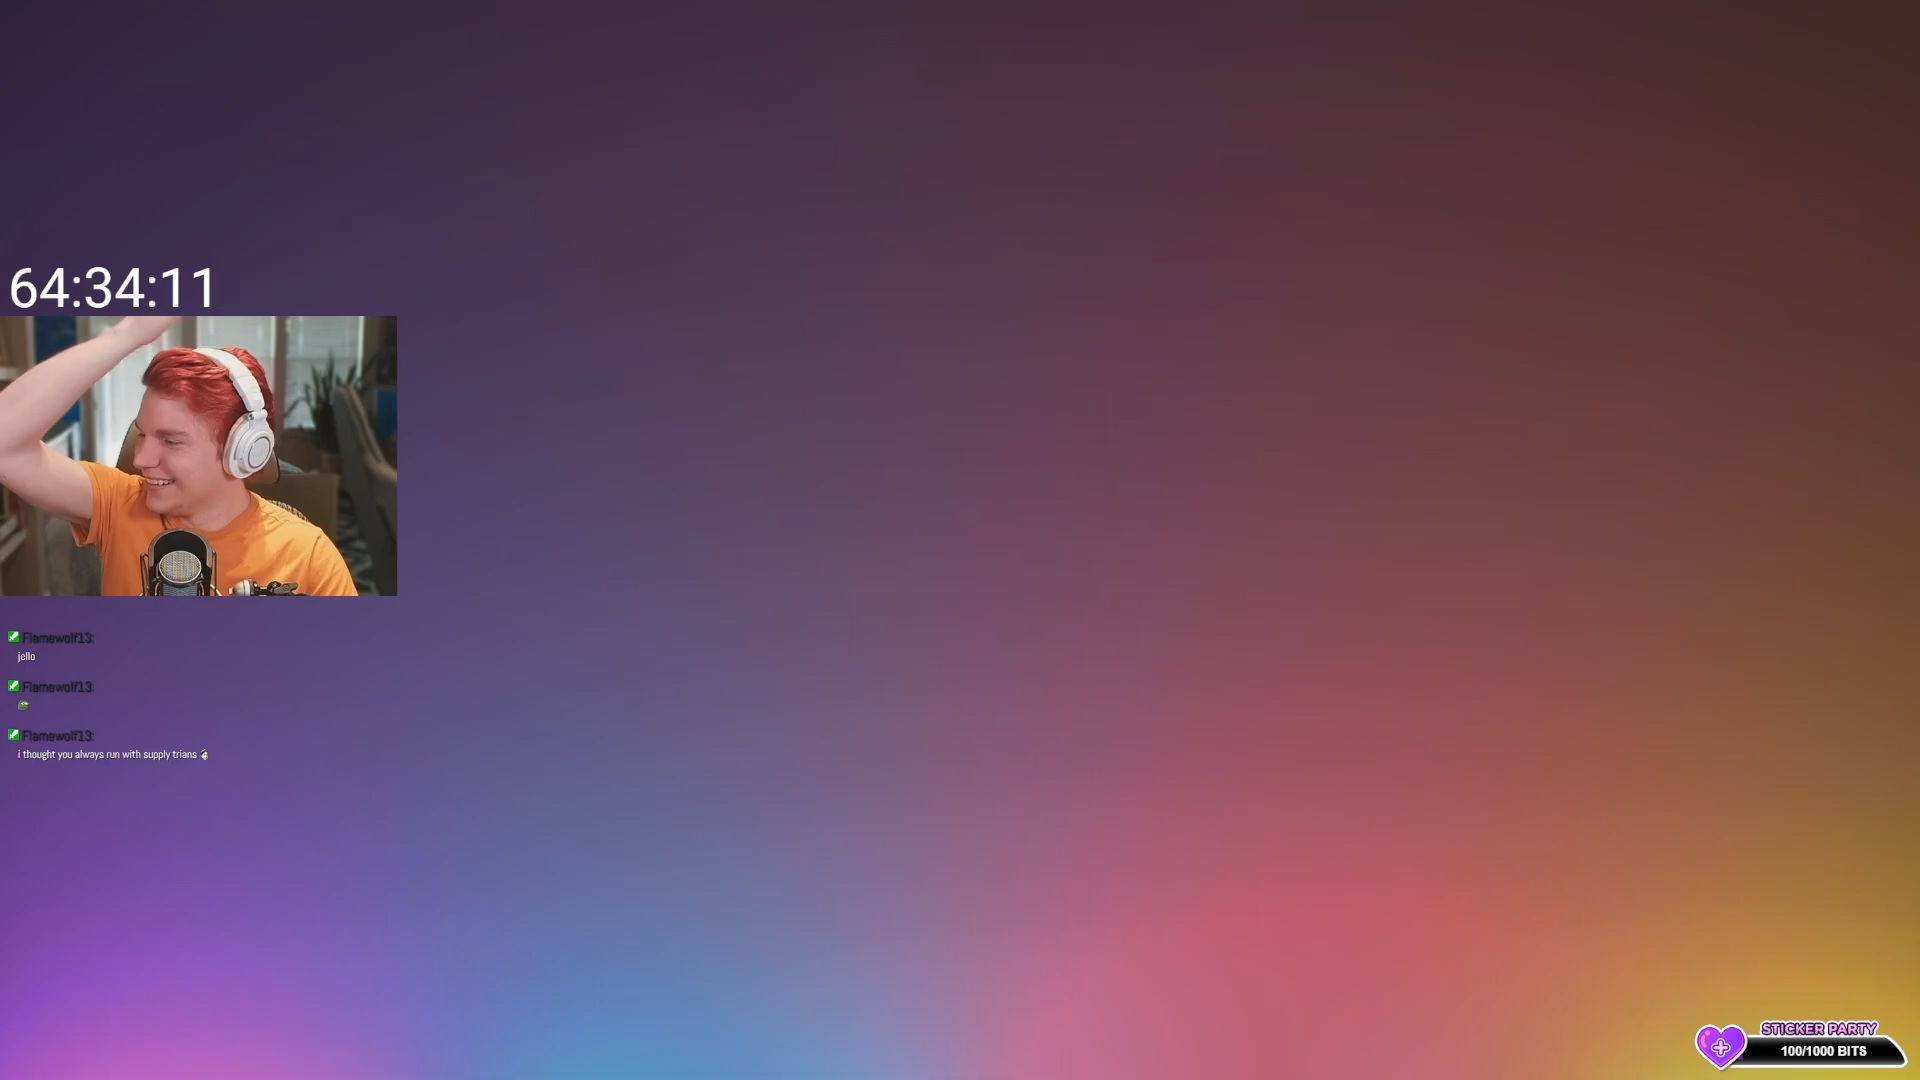 64:34:11
Flamewolf13:
jello
Flamewolf13:
Flamewolf13:
i thought you always run with supply trians
STICKER PARTY
100/1000 BITS